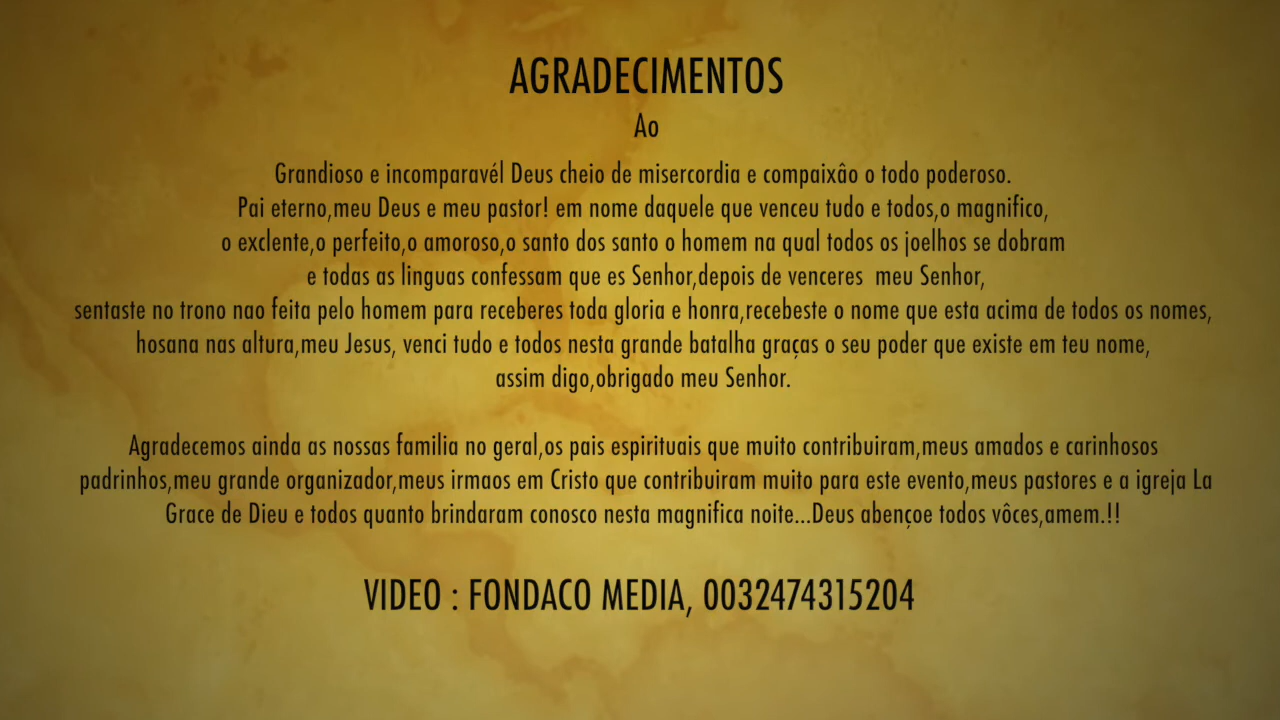 AGRADECIMENTOS
Ao
Grandioso e incomparavél Deus cheio de misercordia e compaixâo o todo poderoso.
Pai eterno,meu Deus e meu pastor! em nome daquele que venceu tudo e todos,o magnifico,
o exclente,o perfeito,o amoroso,o santo dos santo o homem na qual todos os joelhos se dobram
e todas as linguas confessam que es Senhor,depois de venceres  meu Senhor,
sentaste no trono nao feita pelo homem para receberes toda gloria e honra,recebeste o nome que esta acima de todos os nomes,
hosana nas altura,meu Jesus, venci tudo e todos nesta grande batalha graças o seu poder que existe em teu nome,
assim digo,obrigado meu Senhor.
Agradecemos ainda as nossas familia no geral,os pais espirituais que muito contribuiram,meus amados e carinhosos
padrinhos,meu grande organizador,meus irmaos em Cristo que contribuiram muito para este evento,meus pastores e a igreja La
Grace de Dieu e todos quanto brindaram conosco nesta magnifica noite...Deus abençoe todos vôces,amem.!!
VIDEO : FONDACO MEDIA, 0032474315204